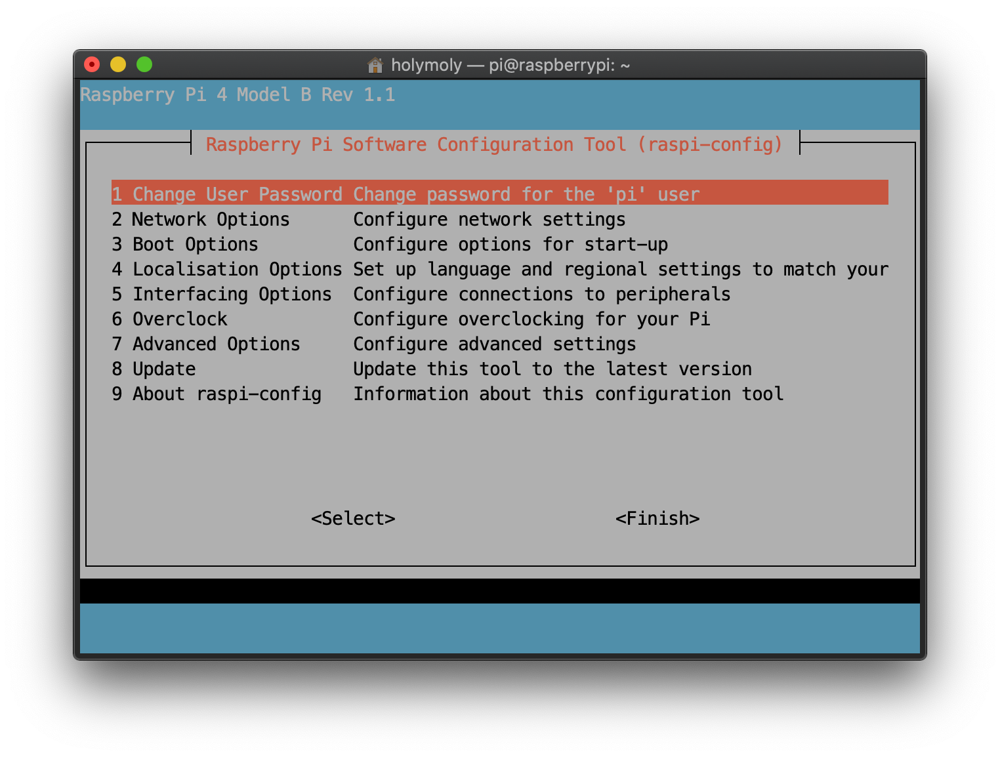 holymoly — pi@raspberrypi: ~
Raspberry Pi 4 Model B Rev 1.1
Raspberry Pi Software Configuration Tool (raspi-config)
1 Change User Password Change password for the 'pi' user
2 Network Options Configure network settings
3 Boot Options Configure options for start-up
4 Localisation Options Set up language and regional settings to match your
5 Interfacing Options Configure connections to peripherals
6 Overclock Configure overclocking for your Pi
7 Advanced Options Configure advanced settings
8 Update Update this tool to the latest version
9 About raspi-config Information about this configuration tool
<Select> <Finish>